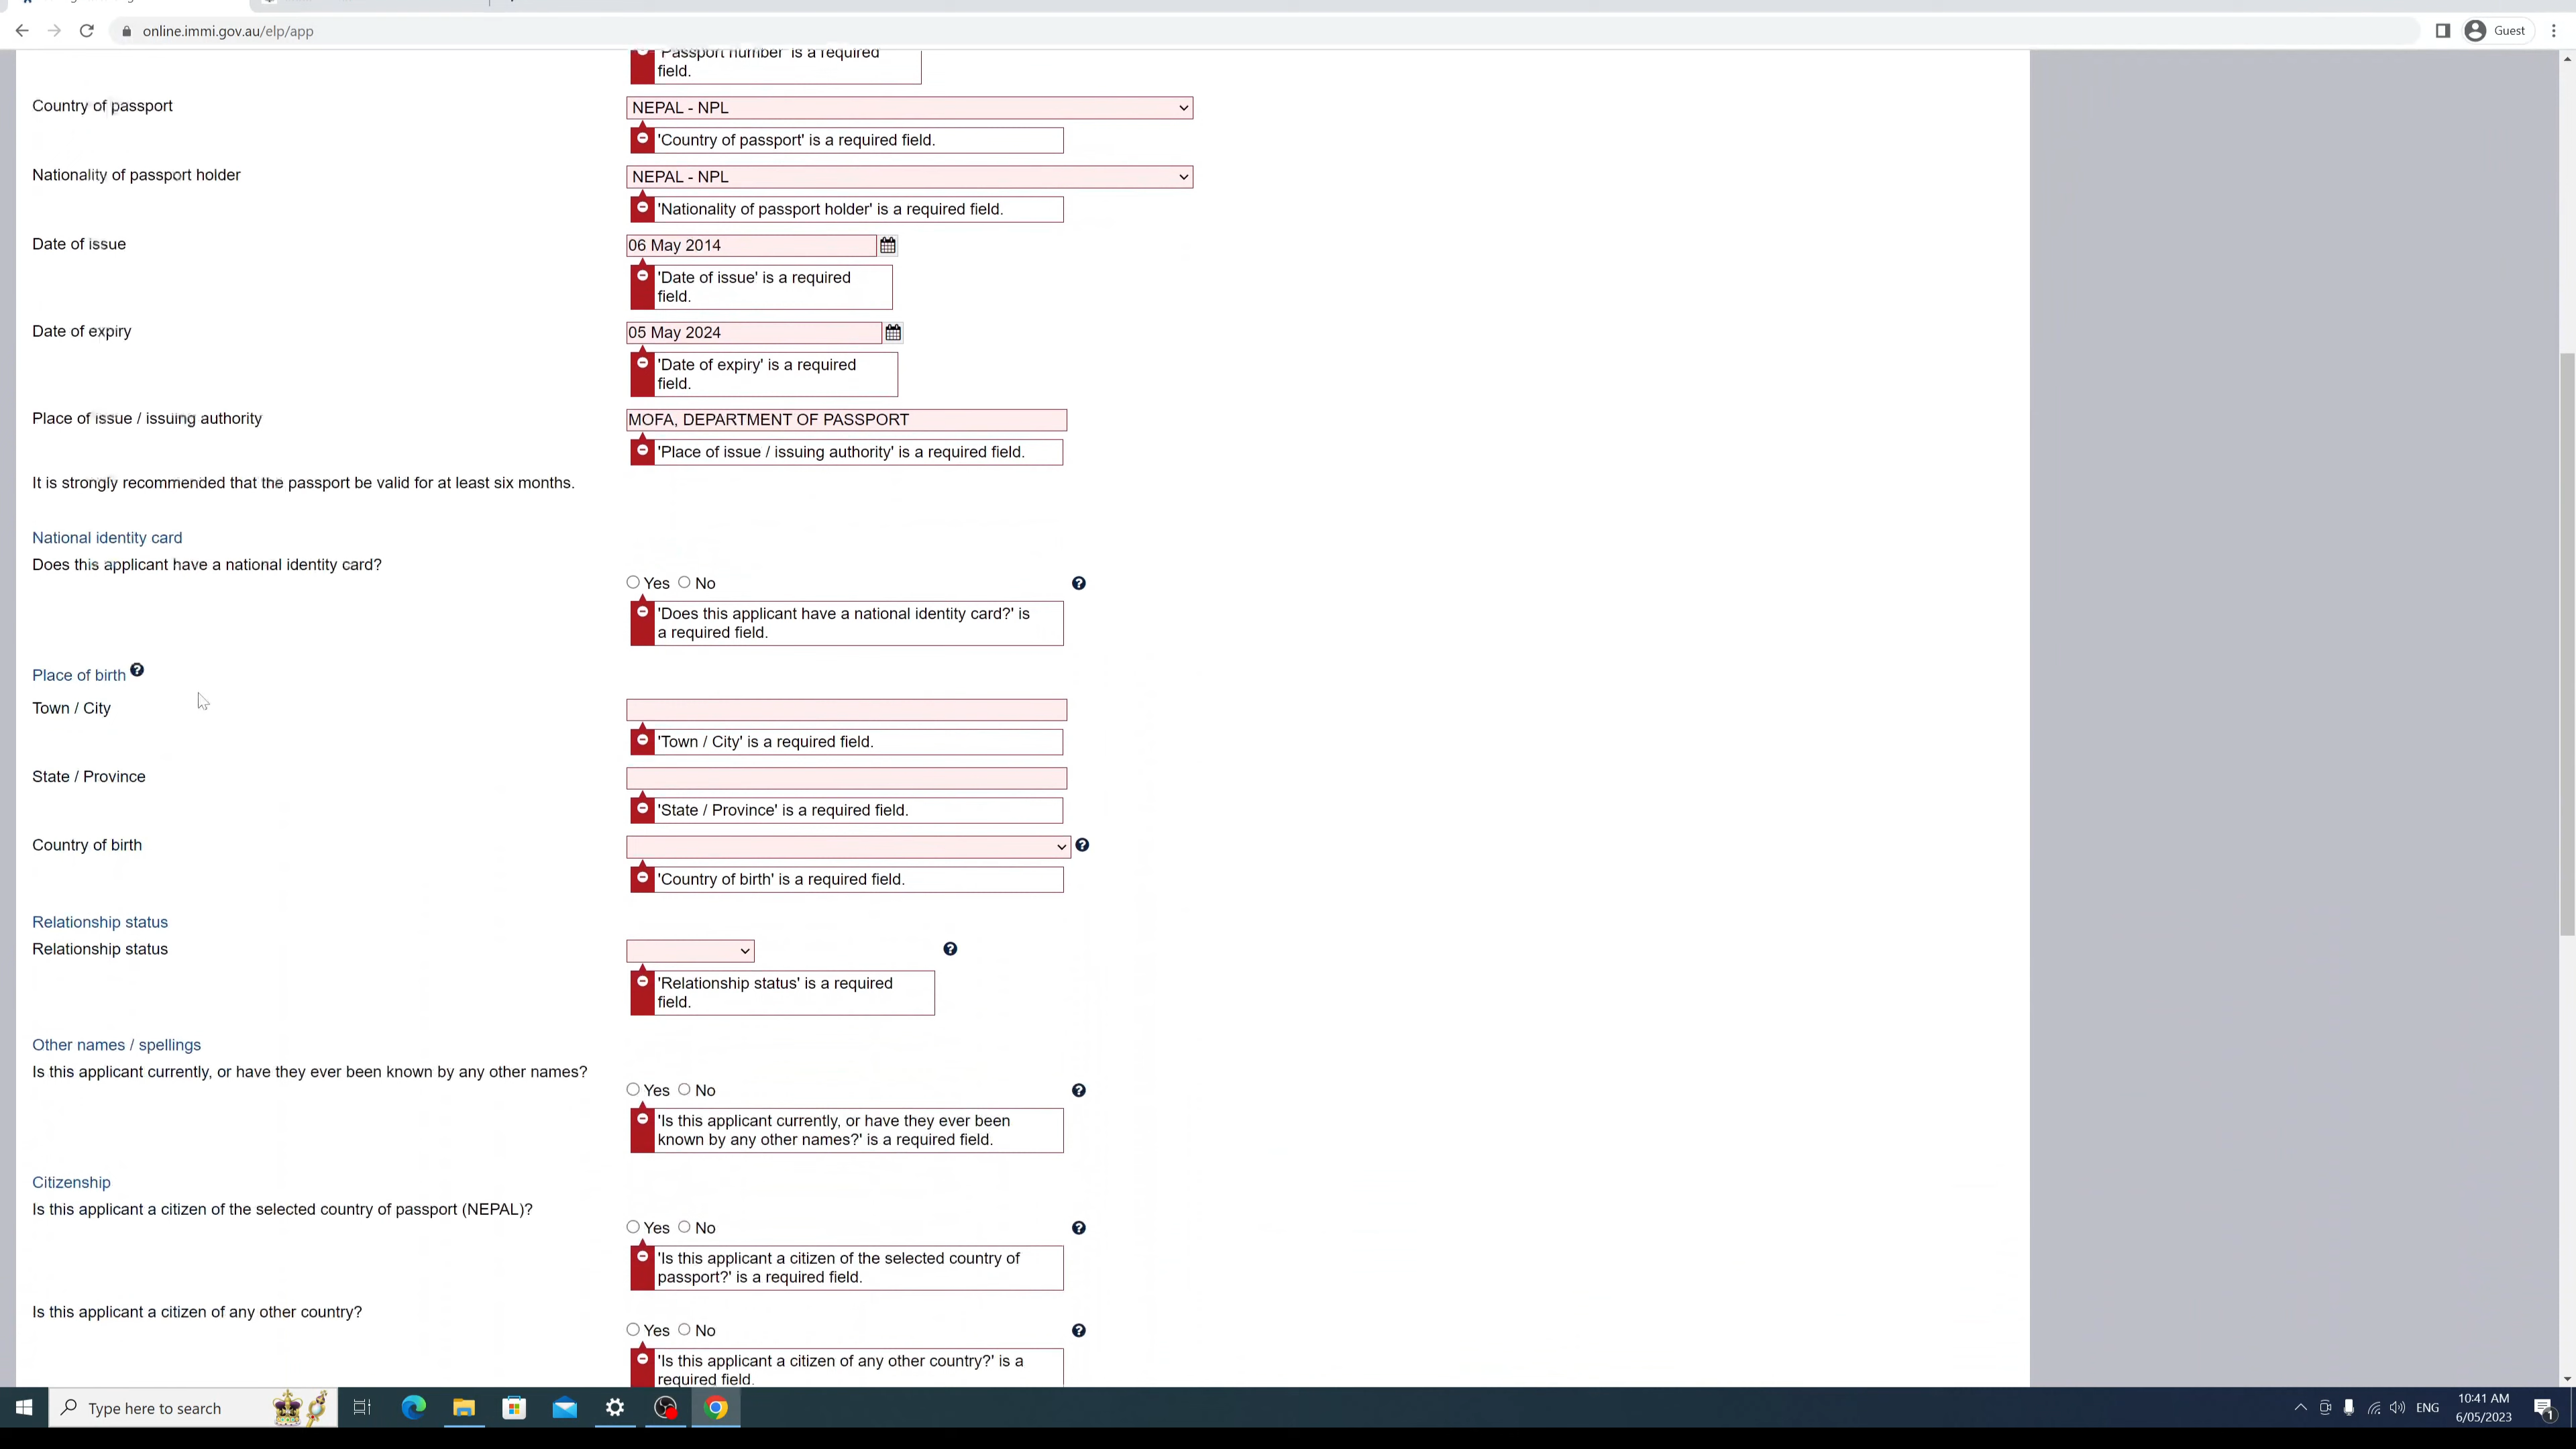 online.immi.gov.au/elp/app
Guest
'Passport number' is a required
field.
Country of passport
NEPAL - NPL
'Country of passport' is a required field.
Nationality of passport holder
NEPAL - NPL
'Nationality of passport holder' is a required field.
Date of issue
06 May 2014
'Date of issue' is a required
field.
Date of expiry
05 May 2024
'Date of expiry' is a required
field.
Place of issue / issuing authority
MOFA, DEPARTMENT OF PASSPORT
'Place of issue / issuing authority' is a required field.
It is strongly recommended that the passport be valid for at least six months.
National identity card
Does this applicant have a national identity card?
Yes No
'Does this applicant have a national identity card?' is
a required field.
Place of birth
Town / City
'Town / City' is a required field.
State / Province
'State / Province' is a required field.
Country of birth
'Country of birth' is a required field.
Relationship status
Relationship status
'Relationship status' is a required
field.
Other names / spellings
Is this applicant currently, or have they ever been known by any other names?
Yes No
'Is this applicant currently, or have they ever been
known by any other names?' is a required field.
Citizenship
Is this applicant a citizen of the selected country of passport (NEPAL)?
Yes No
'Is this applicant a citizen of the selected country of
passport?' is a required field.
Is this applicant a citizen of any other country?
Yes No
'Is this applicant a citizen of any other country?' is a
required field.
Type here to search
ENG
10:41 AM
6/05/2023
1